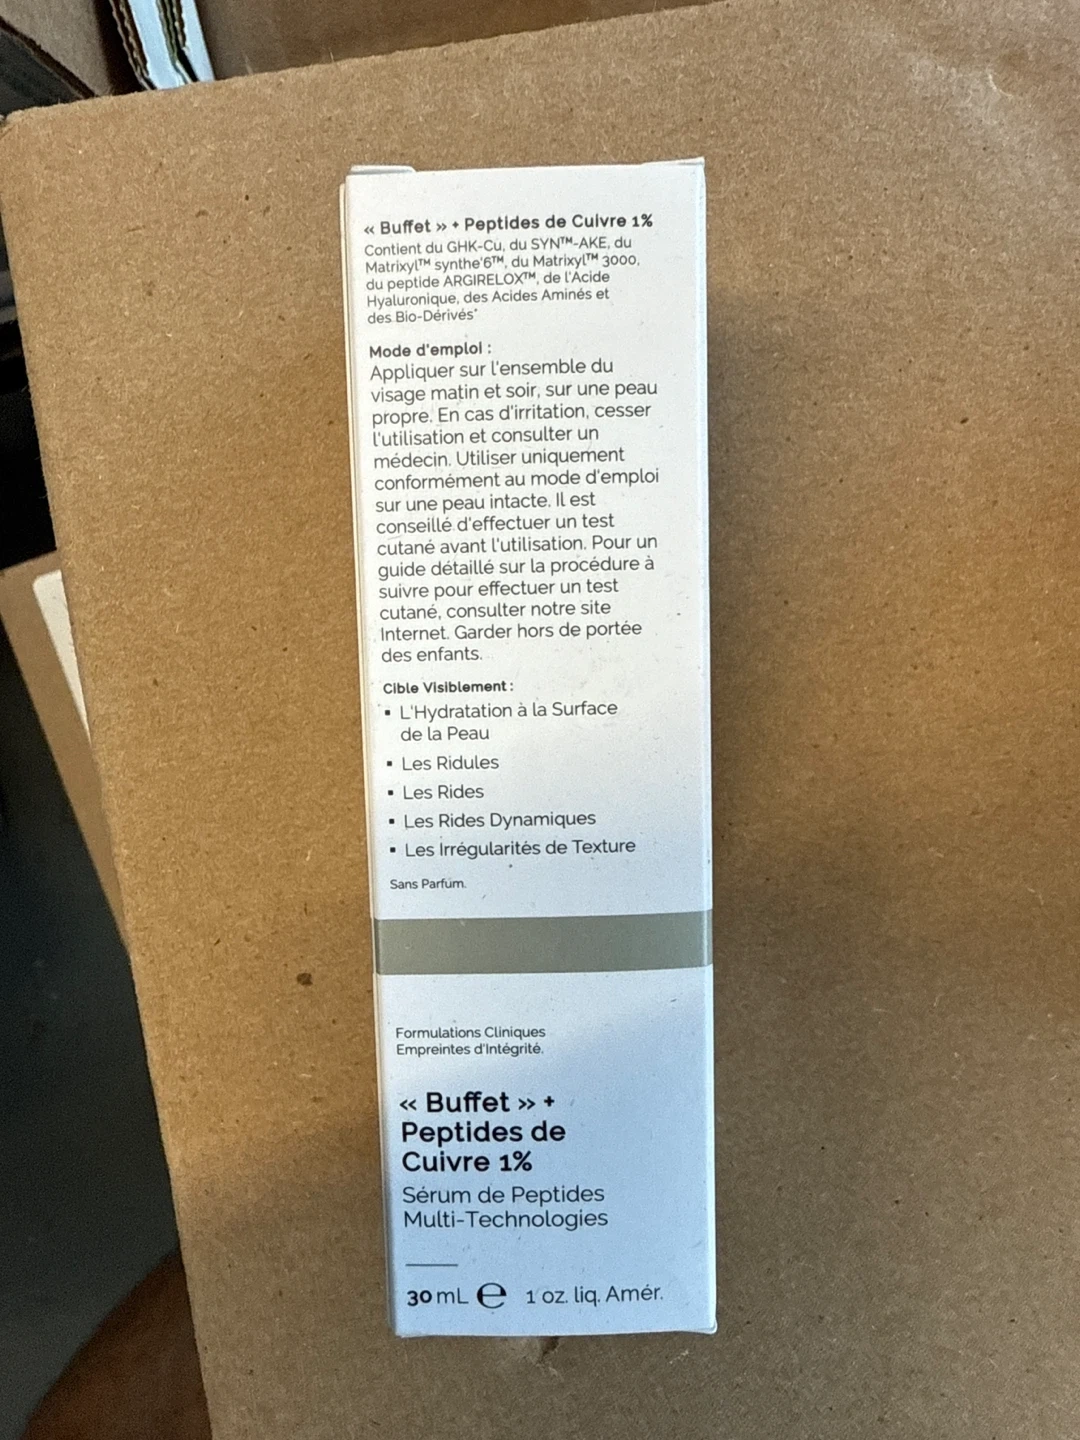 « Buffet » + Peptides de Cuivre 1%
Contient du GHK-Cu, du SYN™-AKE, du
Matrixyl™ synthe'6™, du Matrixyl™ 3000,
du peptide ARGIRELOX™, de l'Acide
Hyaluronique, des Acides Aminés et
des Bio-Dérivés*
Mode d'emploi :
Appliquer sur l'ensemble du
visage matin et soir, sur une peau
propre. En cas d'irritation, cesser
l'utilisation et consulter un
médecin. Utiliser uniquement
conformément au mode d'emploi
sur une peau intacte. Il est
conseillé d'effectuer un test
cutané avant l'utilisation. Pour un
guide détaillé sur la procédure à
suivre pour effectuer un test
cutané, consulter notre site
Internet. Garder hors de portée
des enfants.
Cible Visiblement :
▪ L'Hydratation à la Surface
de la Peau
▪ Les Ridules
▪ Les Rides
▪ Les Rides Dynamiques
▪ Les Irrégularités de Texture
Sans Parfum.
Formulations Cliniques
Empreintes d'Intégrité.
« Buffet » +
Peptides de
Cuivre 1%
Sérum de Peptides
Multi-Technologies
30 mL ℮ 1 oz. liq. Amér.